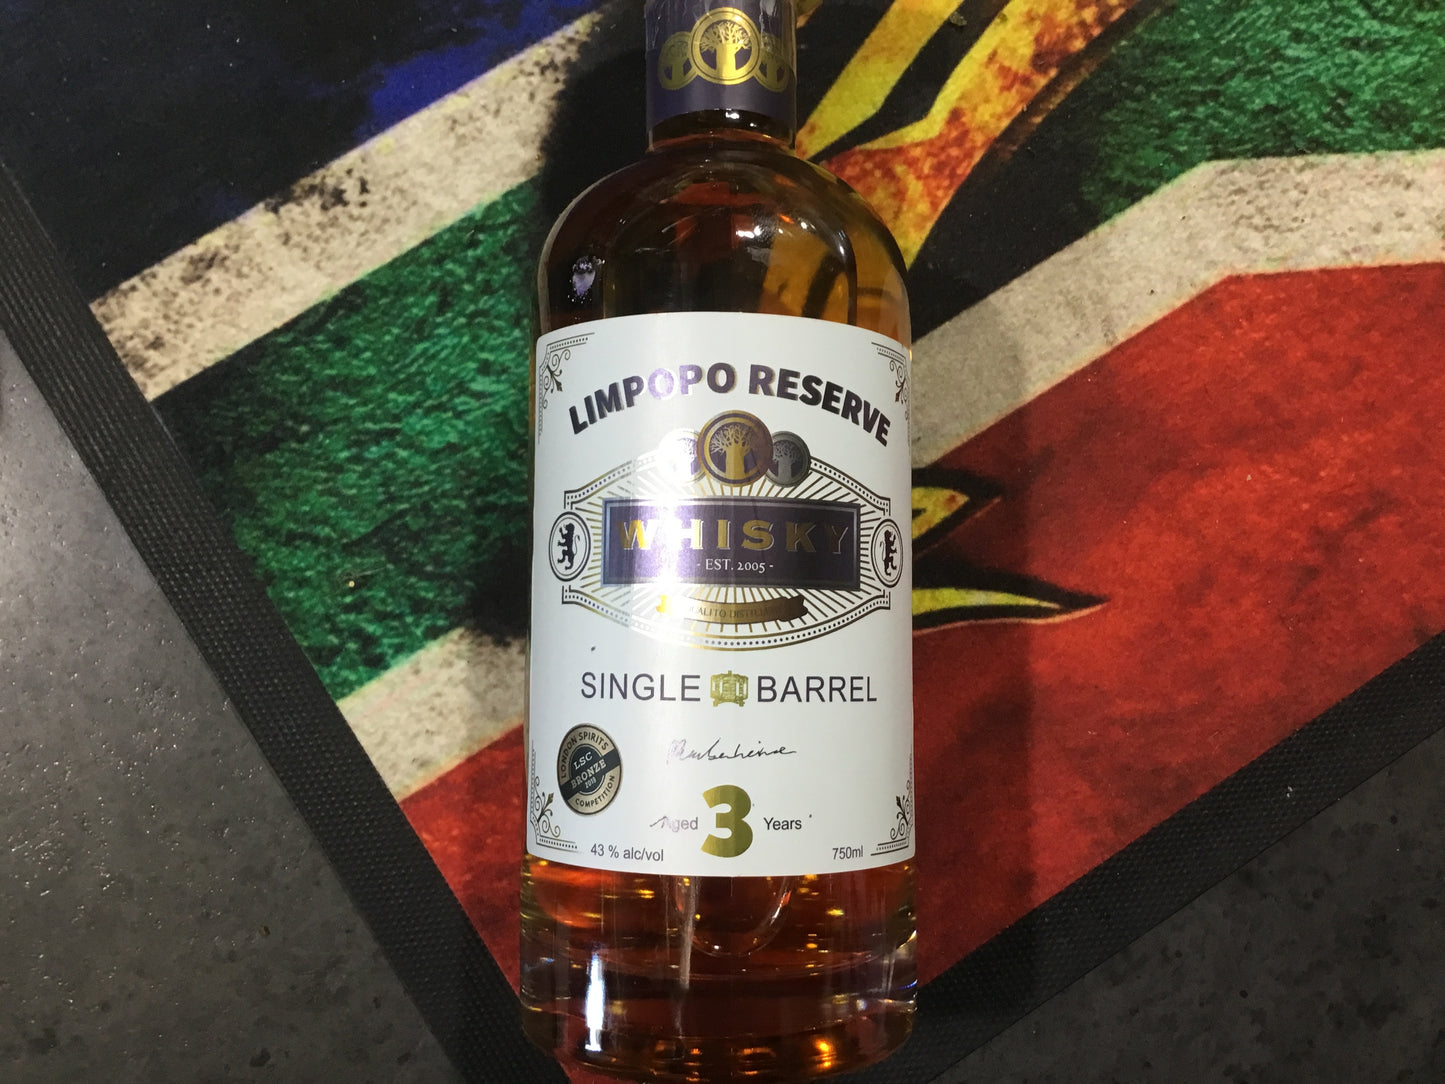 LIMPOPO RESERVE
WHISKY
- EST. 2005 -
SINGLE BARREL
LONDON SPIRITS
LSC
BRONZE
2019
COMPETITION
Aged 3 Years
43 % alc/vol
750ml